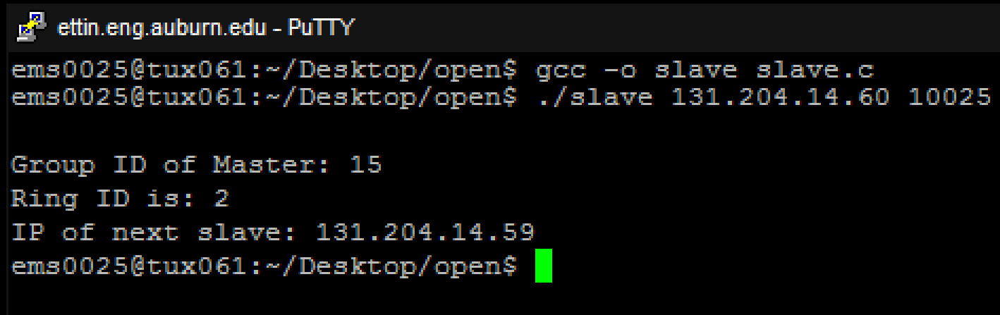 ettin.eng.auburn.edu - PuTTY
ems0025@tux061:~/Desktop/open$ gcc -o slave slave.c
ems0025@tux061:~/Desktop/open$ ./slave 131.204.14.60 10025
Group ID of Master: 15
Ring ID is: 2
IP of next slave: 131.204.14.59
ems0025@tux061:~/Desktop/open$